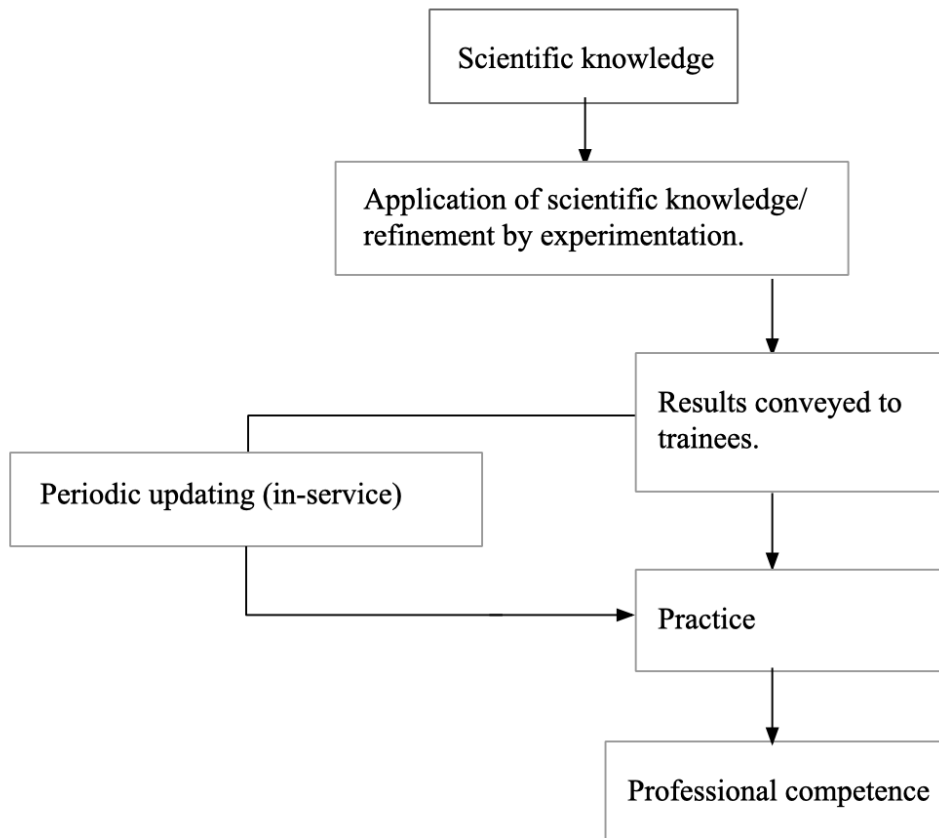 Scientific knowledge
Application of scientific knowledge/
refinement by experimentation.
Results conveyed to
trainees.
Periodic updating (in-service)
Practice
Professional competence